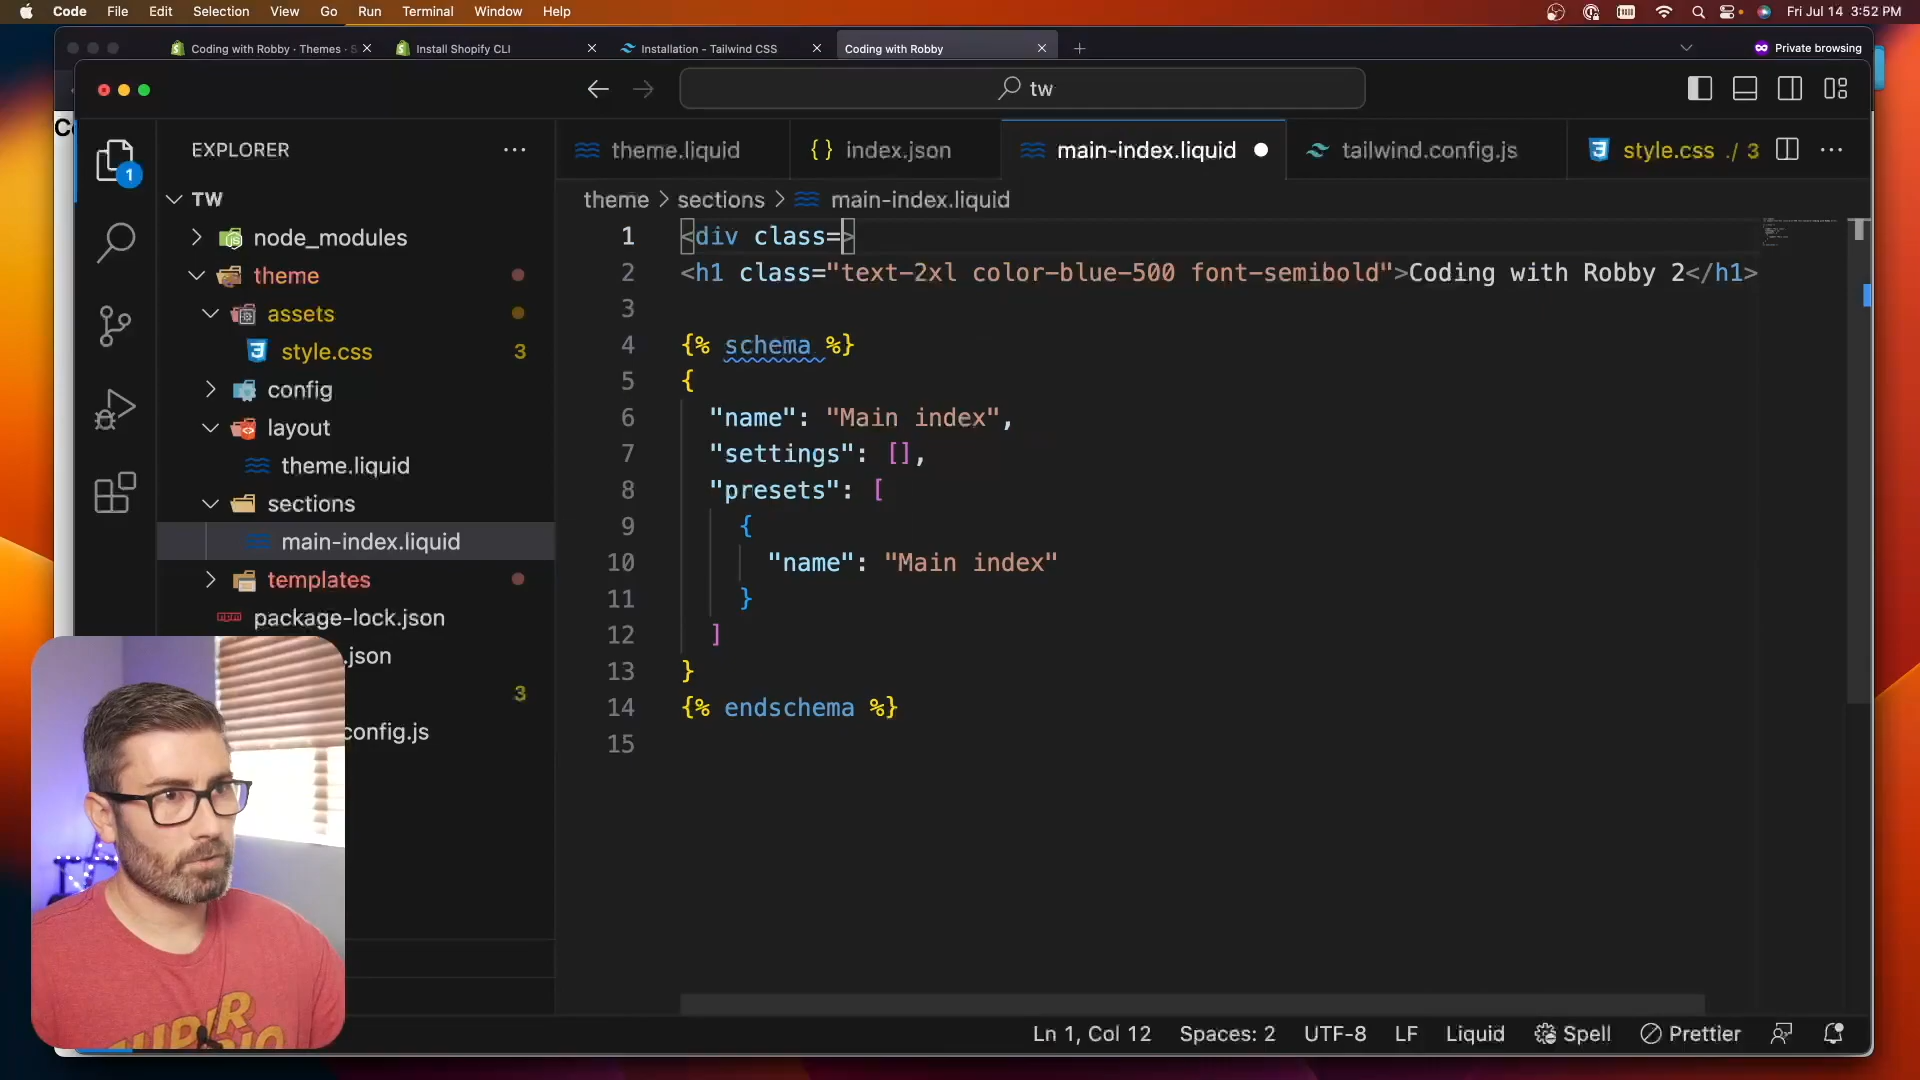 Code File Edit Selection View Go Run Terminal Window Help Fri Jul 14 3:52 PM
Coding with Robby · Themes · S Install Shopify CLI Installation - Tailwind CSS Coding with Robby Private browsing
tw
EXPLORER
theme.liquid index.json main-index.liquid tailwind.config.js style.css ./ 3
theme > sections > main-index.liquid
TW
node_modules
theme
assets
style.css 3
config
layout
theme.liquid
sections
main-index.liquid
templates
package-lock.json
.json
3
config.js
1
1 <div class=>
2 <h1 class="text-2xl color-blue-500 font-semibold">Coding with Robby 2</h1>
3
4 {% schema %}
5 {
6 "name": "Main index",
7 "settings": [],
8 "presets": [
9 {
10 "name": "Main index"
11 }
12 ]
13 }
14 {% endschema %}
15
Ln 1, Col 12 Spaces: 2 UTF-8 LF Liquid Spell Prettier